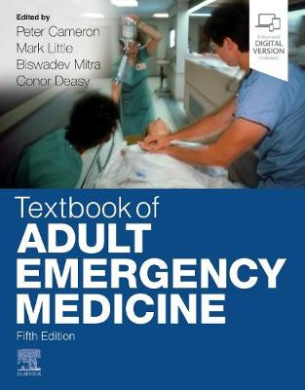 Edited by
Peter Cameron
Mark Little
Biswadev Mitra
Conor Deasy
Enhanced
DIGITAL
VERSION
Included
Textbook of
ADULT
EMERGENCY
MEDICINE
Fifth Edition
ELSEVIER